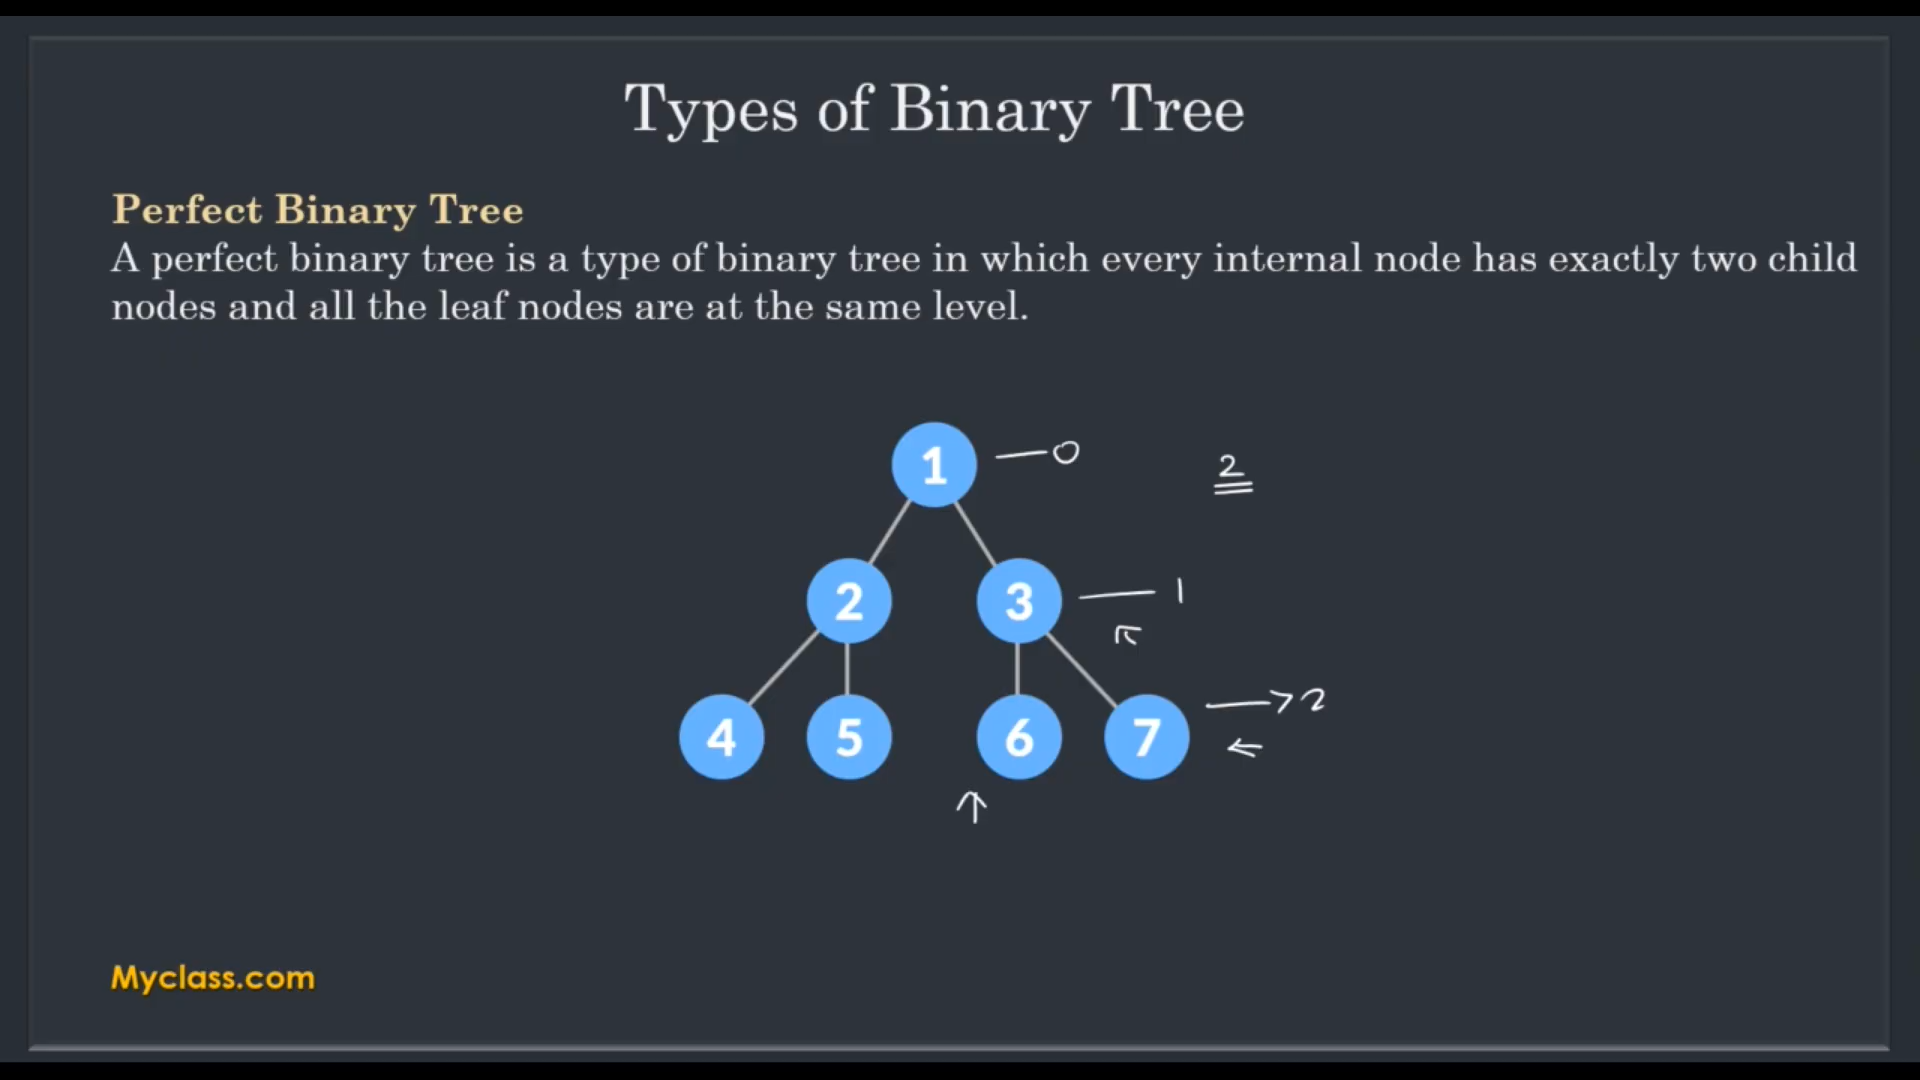 Types of Binary Tree
Perfect Binary Tree
A perfect binary tree is a type of binary tree in which every internal node has exactly two child
nodes and all the leaf nodes are at the same level.
1 —0
2
2 3 — 1
4 5 6 7 → 2
Myclass.com